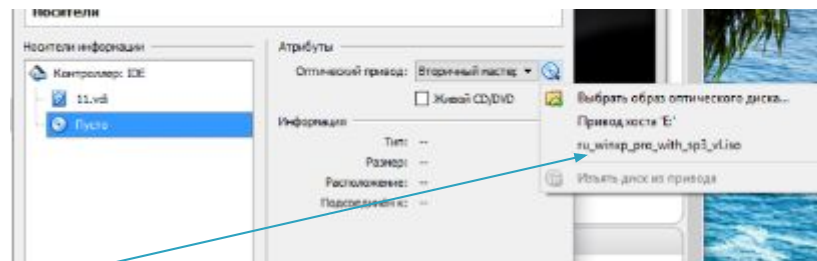 Носители
Носители информации
Контроллер: IDE
11.vdi
Пусто
Атрибуты
Оптический привод: Вторичный мастер
Живой CD/DVD
Информация
Тип: --
Размер: --
Расположение: --
Подсоединён к: --
Выбрать образ оптического диска...
Привод хоста 'E:'
ru_winxp_pro_with_sp3_vl.iso
Изъять диск из привода